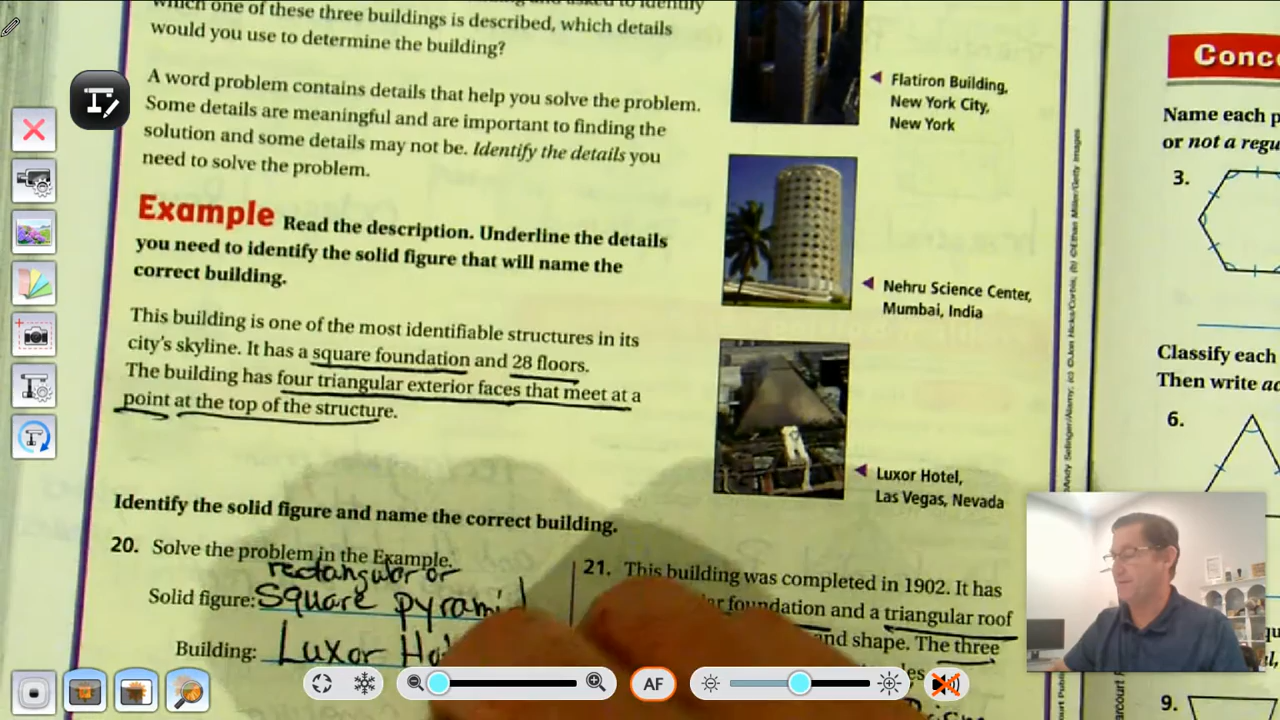 which one of these three buildings is described, which details
would you use to determine the building?
A word problem contains details that help you solve the problem.
Some details are meaningful and are important to finding the
solution and some details may not be. Identify the details you
need to solve the problem.
Example Read the description. Underline the details
you need to identify the solid figure that will name the
correct building.
This building is one of the most identifiable structures in its
city's skyline. It has a square foundation and 28 floors.
The building has four triangular exterior faces that meet at a
point at the top of the structure.
Identify the solid figure and name the correct building.
20. Solve the problem in the Example.
rectangular or
Solid figure: Square pyramid
Building: Luxor
21. This building was completed in 1902. It has
foundation and a triangular roof
and shape. The three
Flatiron Building,
New York City,
New York
Nehru Science Center,
Mumbai, India
Luxor Hotel,
Las Vegas, Nevada
Name each
or not a
3.
Classify each
Then write
6.
9.
AF